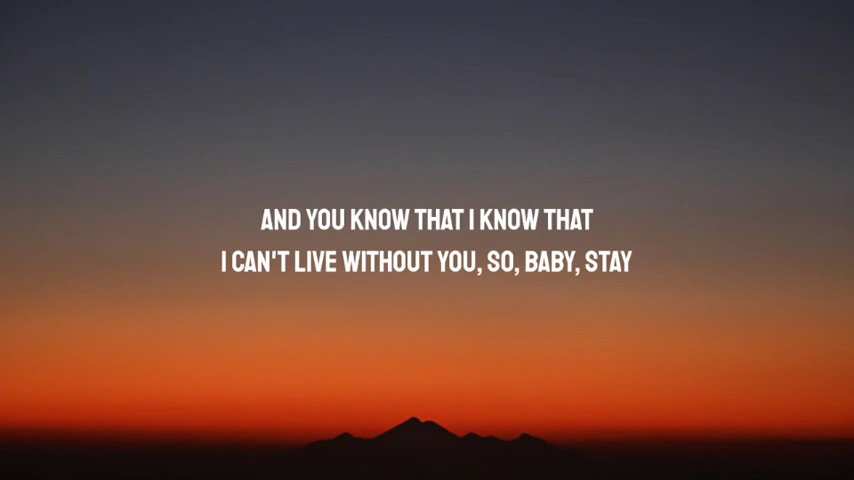 AND YOU KNOW THAT I KNOW THAT
I CAN'T LIVE WITHOUT YOU, SO, BABY, STAY